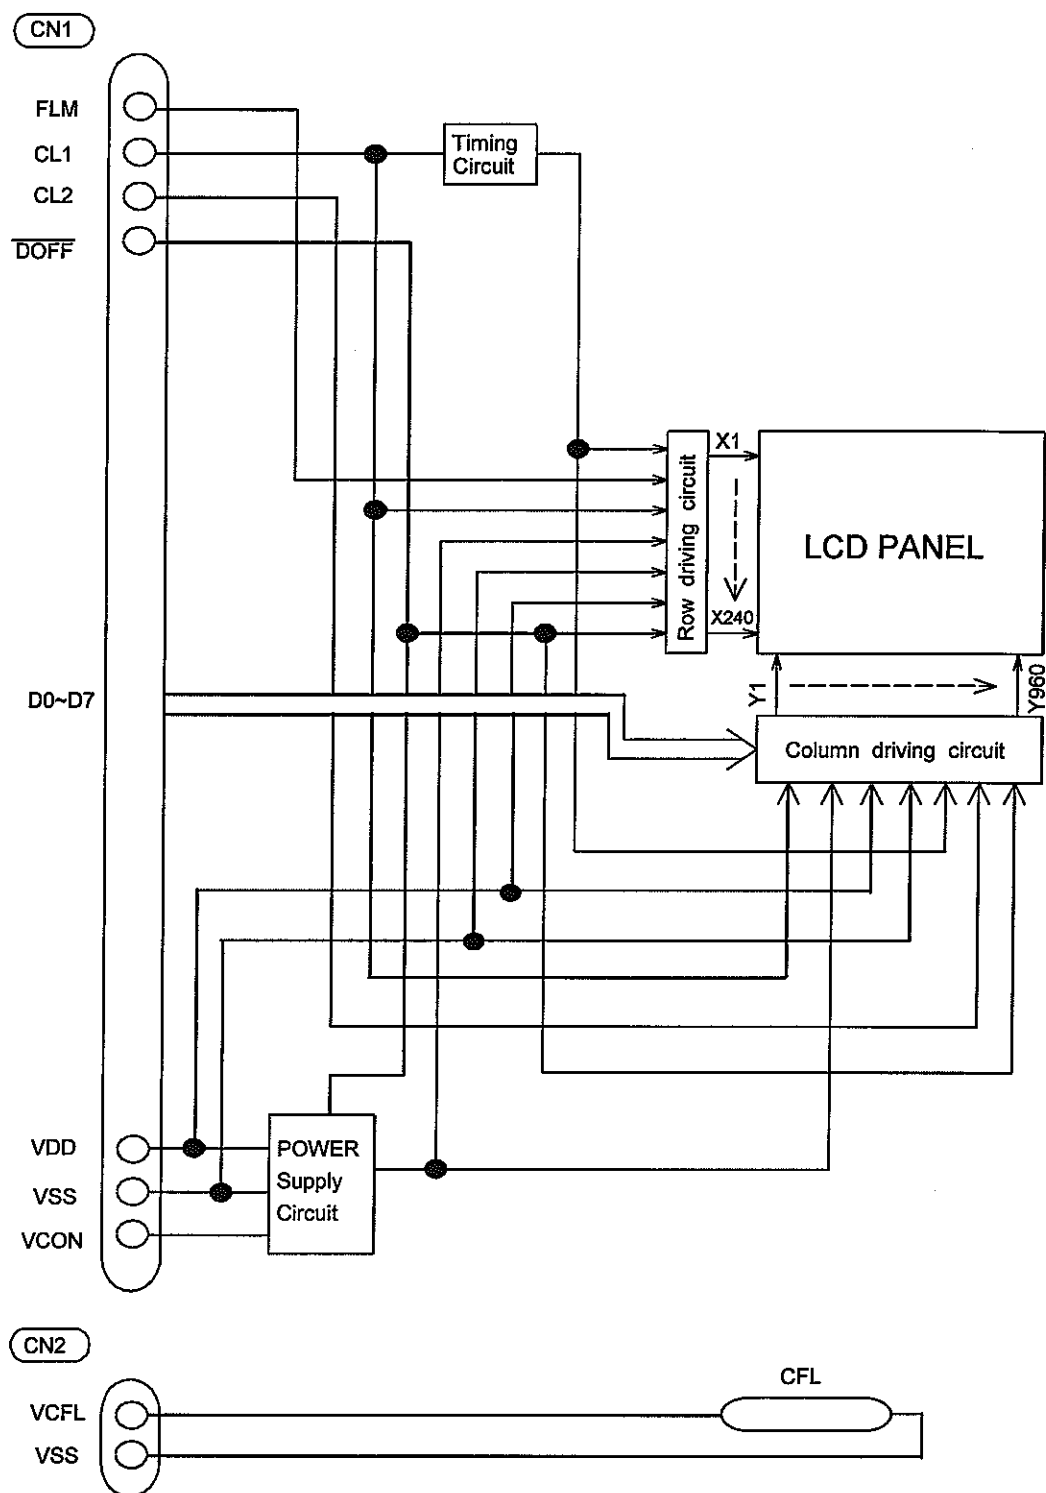 CN1
FLM
CL1
CL2
DOFF
Timing
Circuit
X1
Row driving circuit
LCD PANEL
X240
D0~D7
Y1
Y960
Column driving circuit
VDD
VSS
VCON
POWER
Supply
Circuit
CN2
CFL
VCFL
VSS